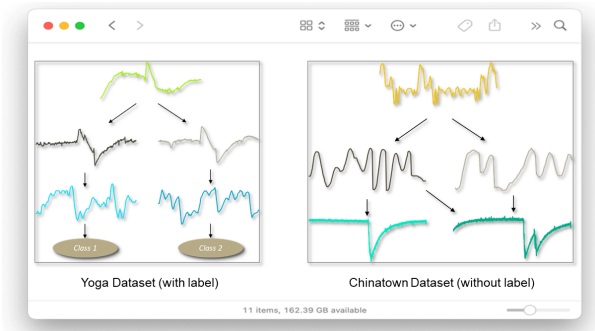 Class 1
Class 2
Yoga Dataset (with label)
Chinatown Dataset (without label)
11 items, 162.39 GB available